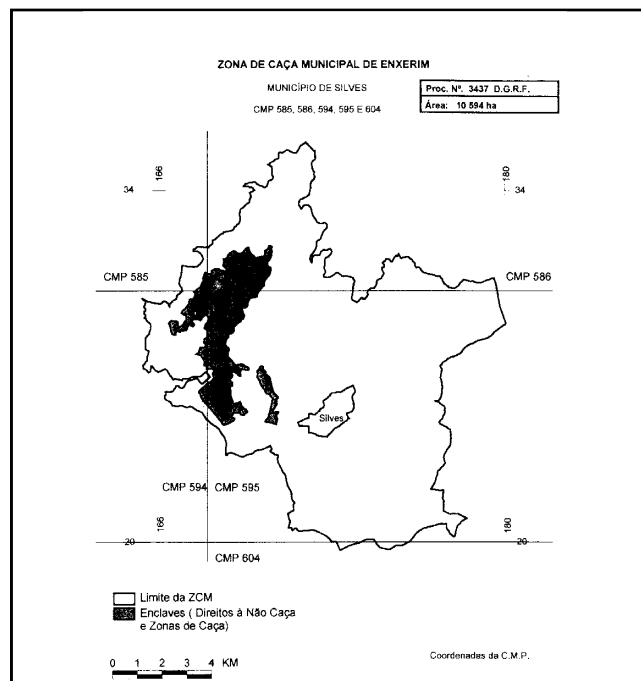 ZONA DE CAÇA MUNICIPAL DE ENXERIM
MUNICÍPIO DE SILVES
CMP 585, 586, 594, 595 E 604
Proc. Nº. 3437 D.G.R.F.
Área: 10 594 ha
166
180
34
34
CMP 585
CMP 586
Silves
CMP 594
CMP 595
166
180
20
20
CMP 604
Limite da ZCM
Enclaves ( Direitos à Não Caça
e Zonas de Caça)
Coordenadas da C.M.P.
0 1 2 3 4 KM